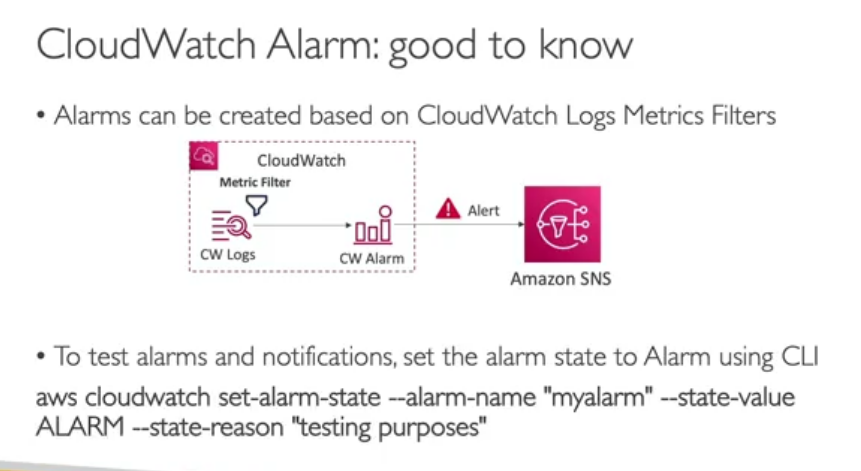 CloudWatch Alarm: good to know
• Alarms can be created based on CloudWatch Logs Metrics Filters
CloudWatch
Metric Filter
CW Logs
CW Alarm
Alert
Amazon SNS
• To test alarms and notifications, set the alarm state to Alarm using CLI
aws cloudwatch set-alarm-state --alarm-name "myalarm" --state-value
ALARM --state-reason "testing purposes"